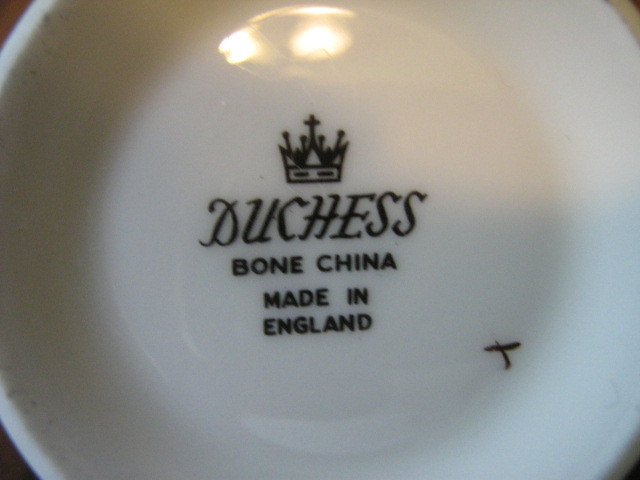 DUCHESS
BONE CHINA
MADE IN
ENGLAND